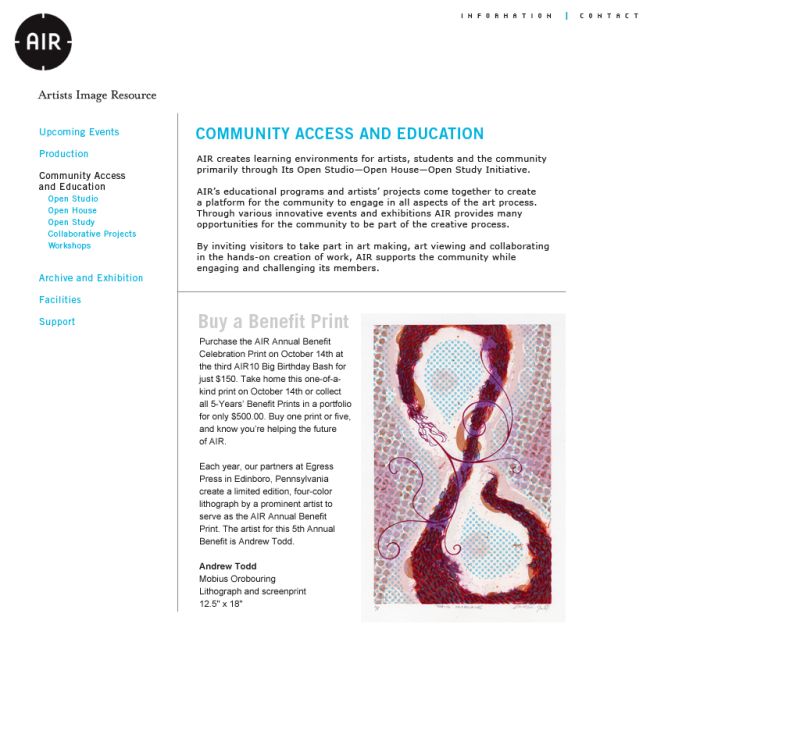 INFORMATION | CONTACT
AIR
Artists Image Resource
Upcoming Events
Production
Community Access
and Education
Open Studio
Open House
Open Study
Collaborative Projects
Workshops
Archive and Exhibition
Facilities
Support
COMMUNITY ACCESS AND EDUCATION
AIR creates learning environments for artists, students and the community
primarily through Its Open Studio—Open House—Open Study Initiative.
AIR's educational programs and artists' projects come together to create
a platform for the community to engage in all aspects of the art process.
Through various innovative events and exhibitions AIR provides many
opportunities for the community to be part of the creative process.
By inviting visitors to take part in art making, art viewing and collaborating
in the hands-on creation of work, AIR supports the community while
engaging and challenging its members.
Buy a Benefit Print
Purchase the AIR Annual Benefit
Celebration Print on October 14th at
the third AIR10 Big Birthday Bash for
just $150. Take home this one-of-a-
kind print on October 14th or collect
all 5-Years' Benefit Prints in a portfolio
for only $500.00. Buy one print or five,
and know you're helping the future
of AIR.
Each year, our partners at Egress
Press in Edinboro, Pennsylvania
create a limited edition, four-color
lithograph by a prominent artist to
serve as the AIR Annual Benefit
Print. The artist for this 5th Annual
Benefit is Andrew Todd.
Andrew Todd
Mobius Orobouring
Lithograph and screenprint
12.5" x 18"